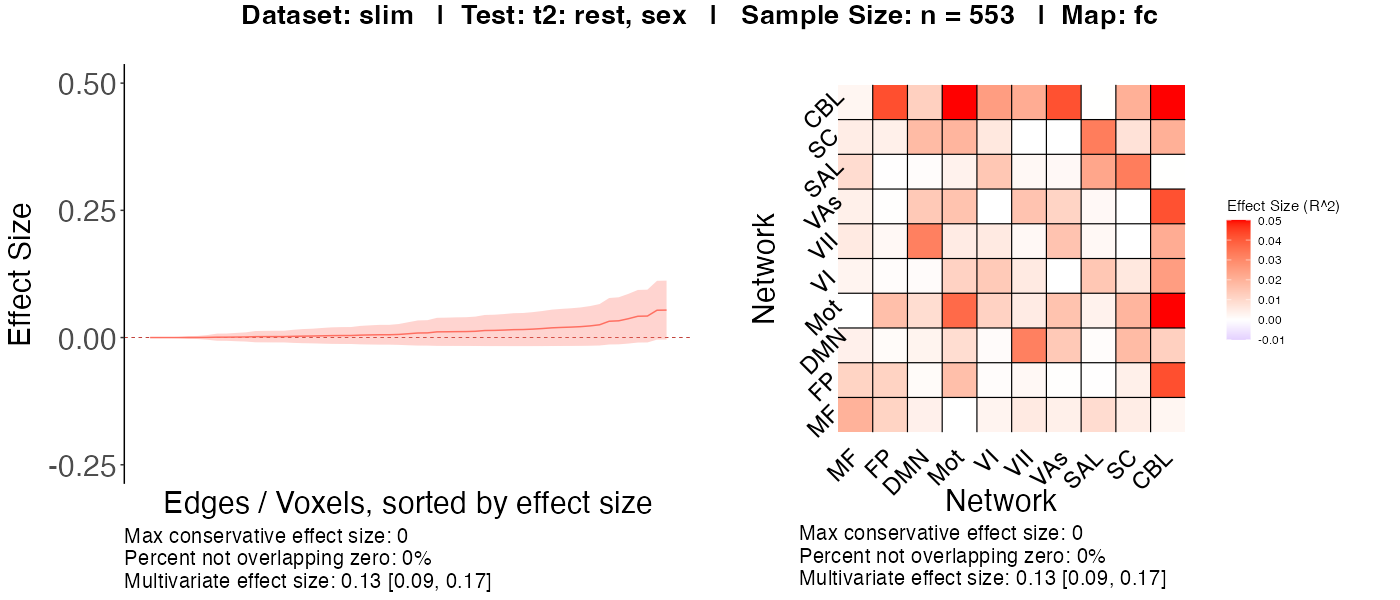 Dataset: slim | Test: t2: rest, sex | Sample Size: n = 553 | Map: fc
Effect Size
0.50
0.25
0.00
-0.25
Edges / Voxels, sorted by effect size
Max conservative effect size: 0
Percent not overlapping zero: 0%
Multivariate effect size: 0.13 [0.09, 0.17]
Network
CBL
SC
SAL
VAs
VII
VI
Mot
DMN
FP
MF
MF FP DMN Mot VI VII VAs SAL SC CBL
Network
Max conservative effect size: 0
Percent not overlapping zero: 0%
Multivariate effect size: 0.13 [0.09, 0.17]
Effect Size (R^2)
0.05
0.04
0.03
0.02
0.01
0.00
-0.01